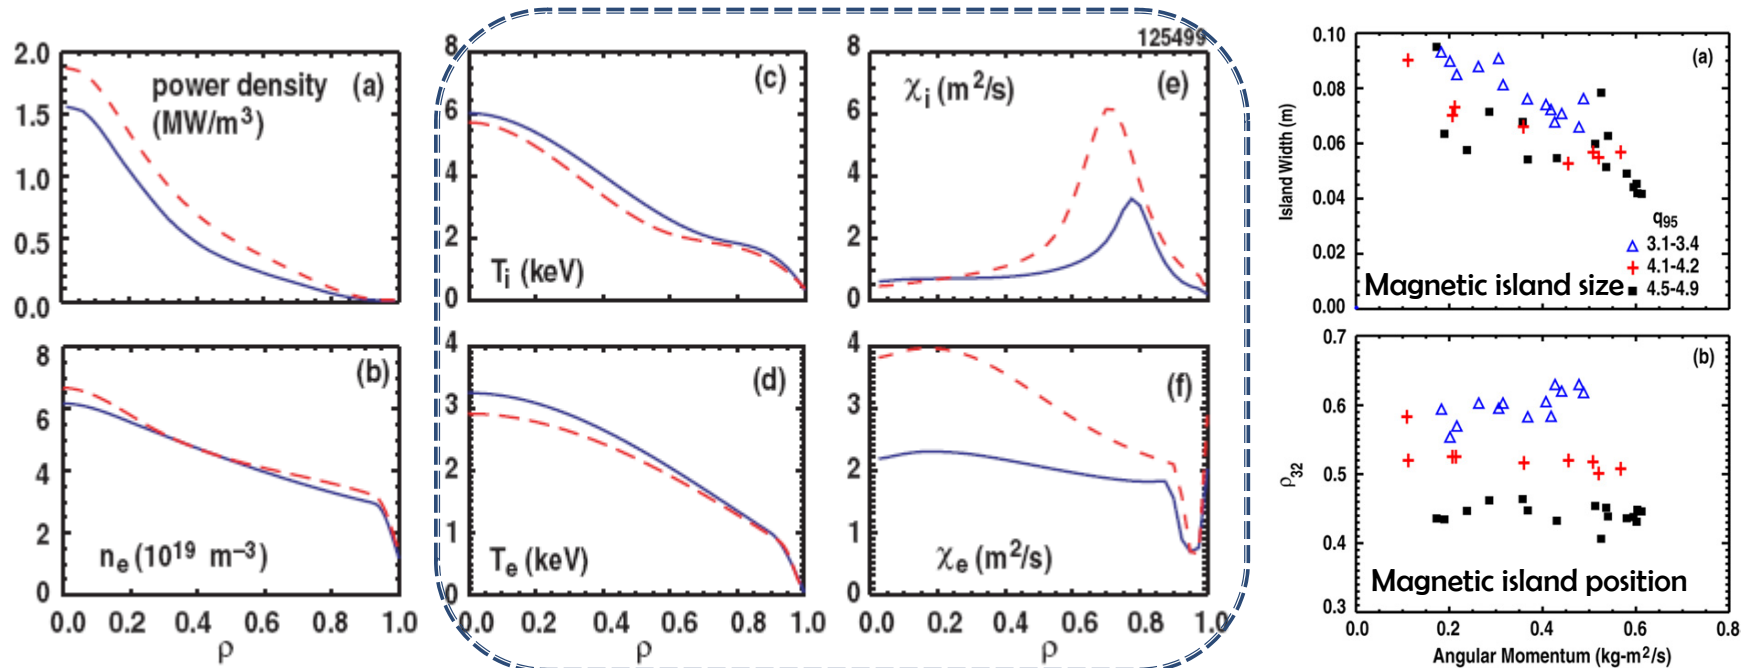 2.0
1.5
1.0
0.5
0.0
power density
(MW/m³)
(a)
8
6
4
2
0
(b)
nₑ (10¹⁹ m⁻³)
0.0 0.2 0.4 0.6 0.8 1.0
ρ
8
6
4
2
0
(c)
Tᵢ (keV)
4
3
2
1
0
(d)
Tₑ (keV)
0.0 0.2 0.4 0.6 0.8 1.0
ρ
125499
8
6
4
2
0
χᵢ (m²/s)
(e)
4
3
2
1
0
(f)
χₑ (m²/s)
0.0 0.2 0.4 0.6 0.8 1.0
ρ
0.10
0.08
0.06
0.04
0.02
0.00
Island Width (m)
(a)
q₉₅
3.1-3.4
4.1-4.2
4.5-4.9
Magnetic island size
0.7
0.6
0.5
0.4
0.3
ρ₃₂
(b)
Magnetic island position
0.0 0.2 0.4 0.6 0.8
Angular Momentum (kg-m²/s)